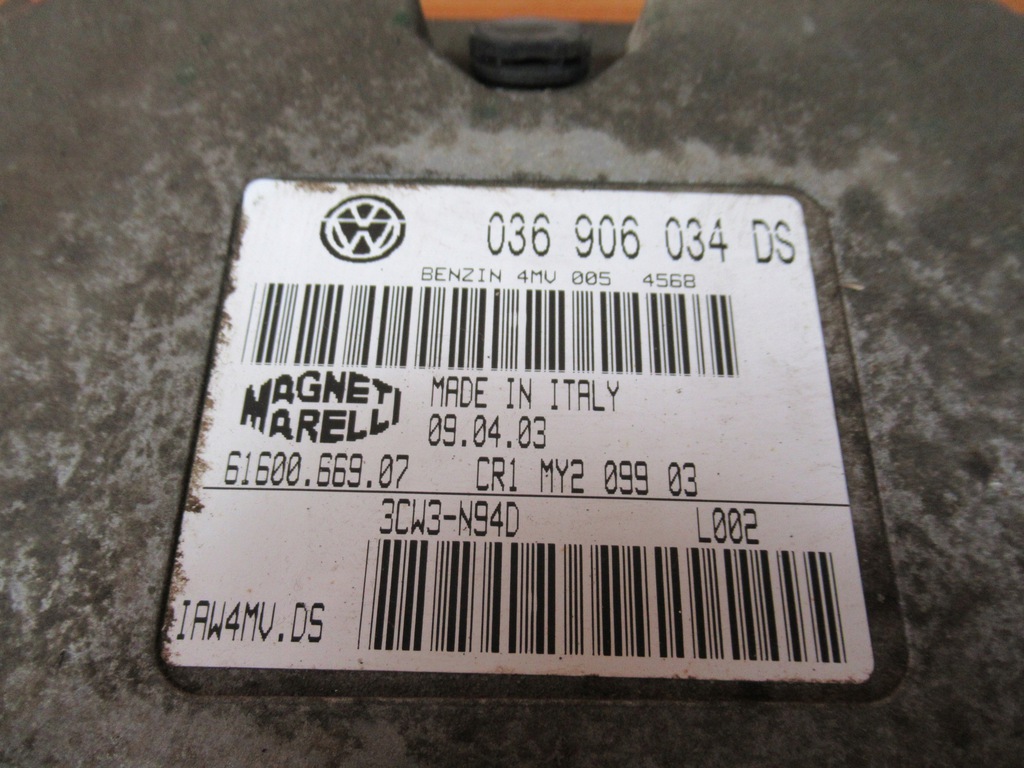 036 906 034 DS
BENZIN 4MV 005 4568
MAGNETI MARELLI
MADE IN ITALY
09.04.03
61600.669.07 CR1 MY2 099 03
3CW3-N94D L002
IAW4MV.DS